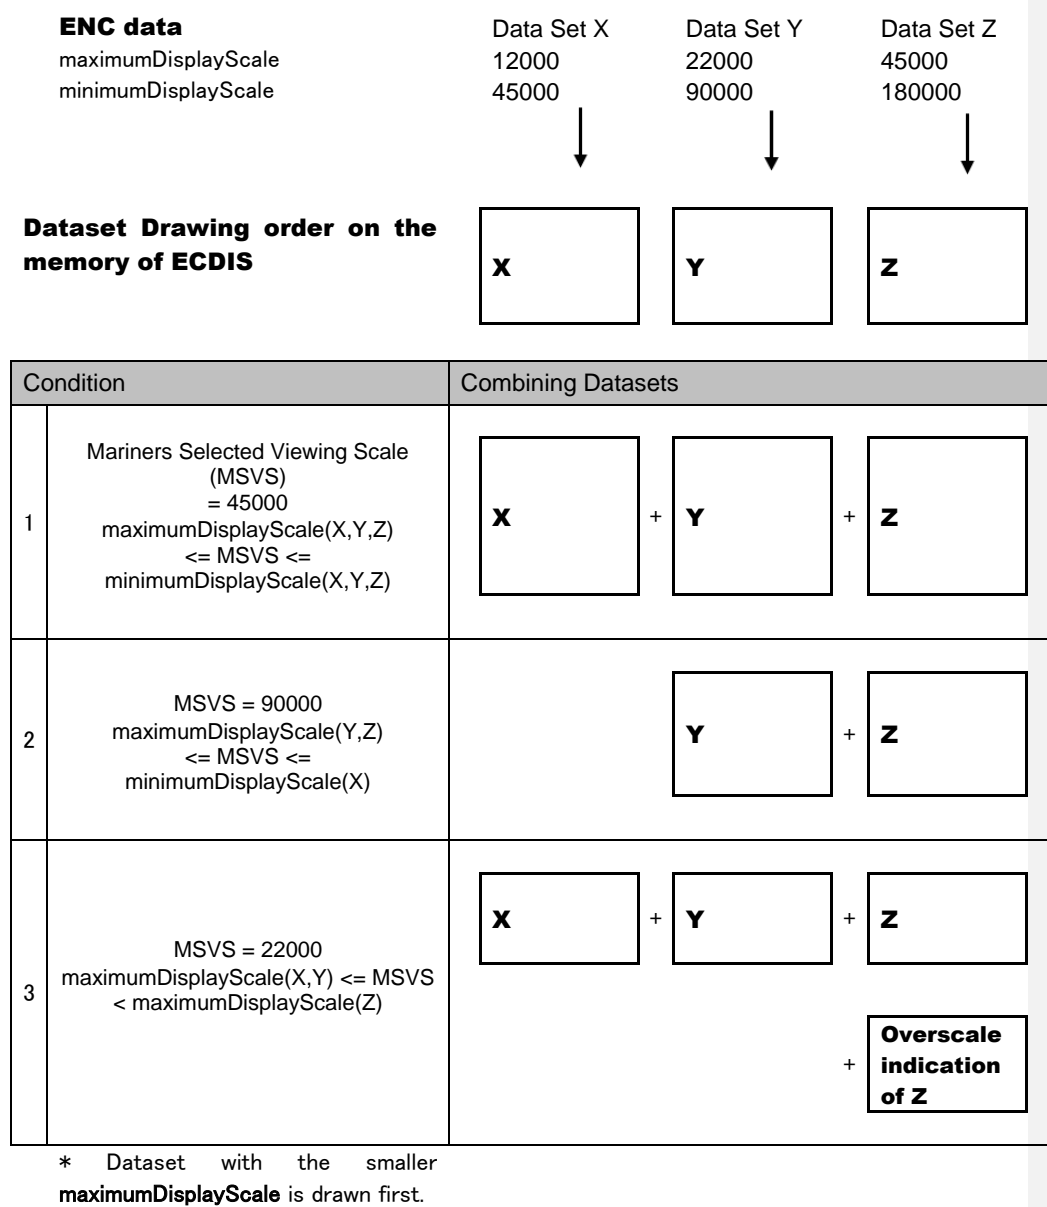 ENC data Data Set X Data Set Y Data Set Z
maximumDisplayScale 12000 22000 45000
minimumDisplayScale 45000 90000 180000
Dataset Drawing order on the
memory of ECDIS
X Y Z
Condition Combining Datasets
1
Mariners Selected Viewing Scale
(MSVS)
= 45000
maximumDisplayScale(X,Y,Z)
<= MSVS <=
minimumDisplayScale(X,Y,Z)
X + Y + Z
2
MSVS = 90000
maximumDisplayScale(Y,Z)
<= MSVS <=
minimumDisplayScale(X)
Y + Z
3
MSVS = 22000
maximumDisplayScale(X,Y) <= MSVS
< maximumDisplayScale(Z)
X + Y + Z
+ Overscale
indication
of Z
* Dataset with the smaller
maximumDisplayScale is drawn first.